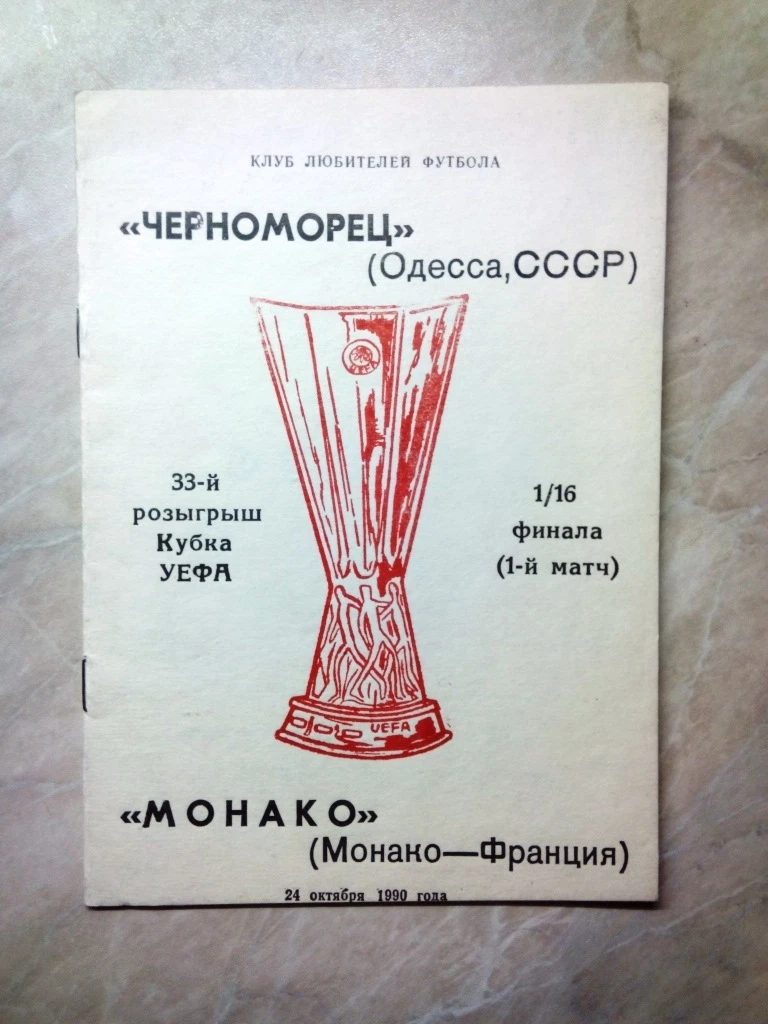 КЛУБ ЛЮБИТЕЛЕЙ ФУТБОЛА
«ЧЕРНОМОРЕЦ»
(Одесса, СССР)
UEFA
33-й
розыгрыш
Кубка
УЕФА
1/16
финала
(1-й матч)
UEFA
«МОНАКО»
(Монако—Франция)
24 октября 1990 года